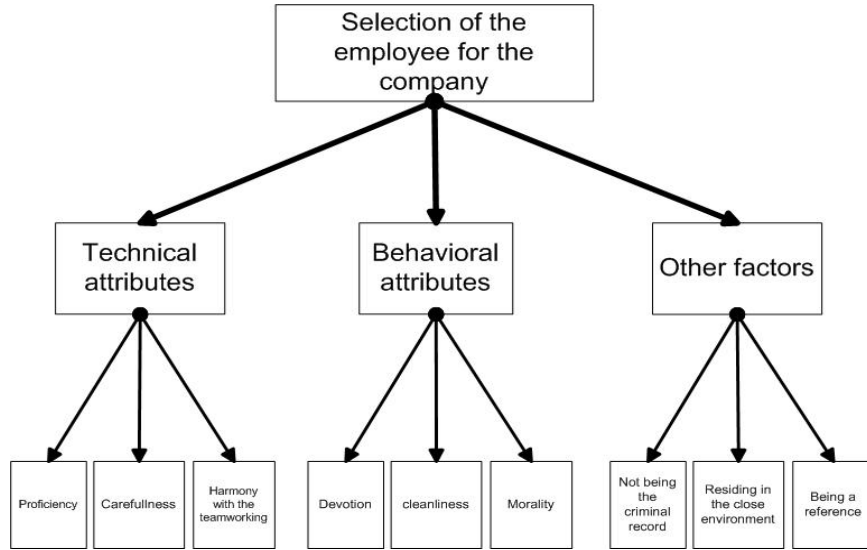 Selection of the
employee for the
company
Technical
attributes
Behavioral
attributes
Other factors
Proficiency
Carefullness
Harmony
with the
teamworking
Devotion
cleanliness
Morality
Not being
the
criminal
record
Residing in
the close
environment
Being a
reference